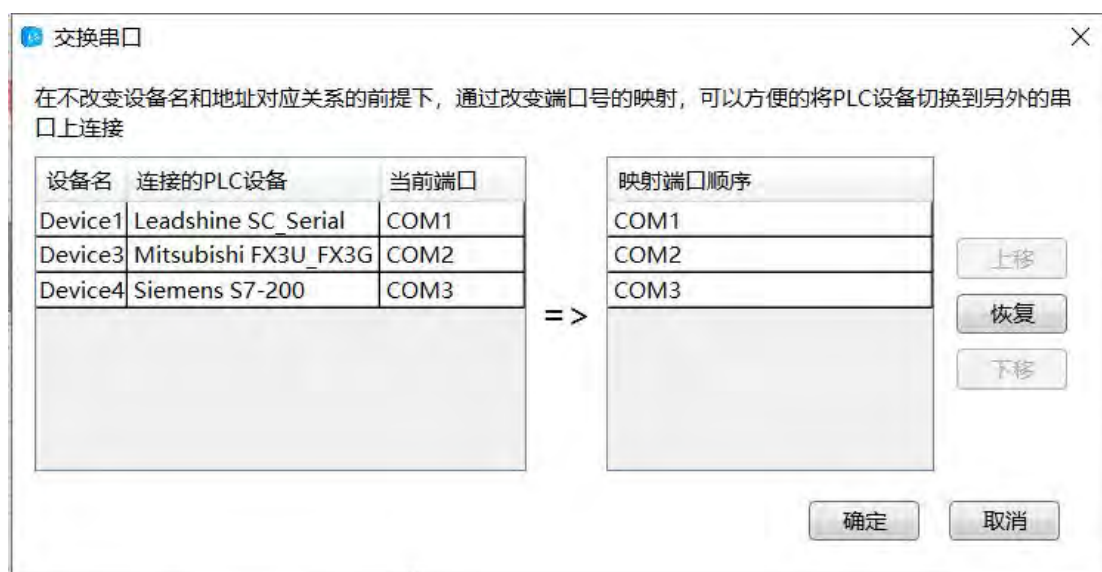 交换串口
在不改变设备名和地址对应关系的前提下，通过改变端口号的映射，可以方便的将PLC设备切换到另外的串
口上连接
设备名 连接的PLC设备 当前端口 映射端口顺序
Device1 Leadshine SC_Serial COM1 COM1
Device3 Mitsubishi FX3U_FX3G COM2 COM2
上移
Device4 Siemens S7-200 COM3 COM3
=>
恢复
下移
确定 取消